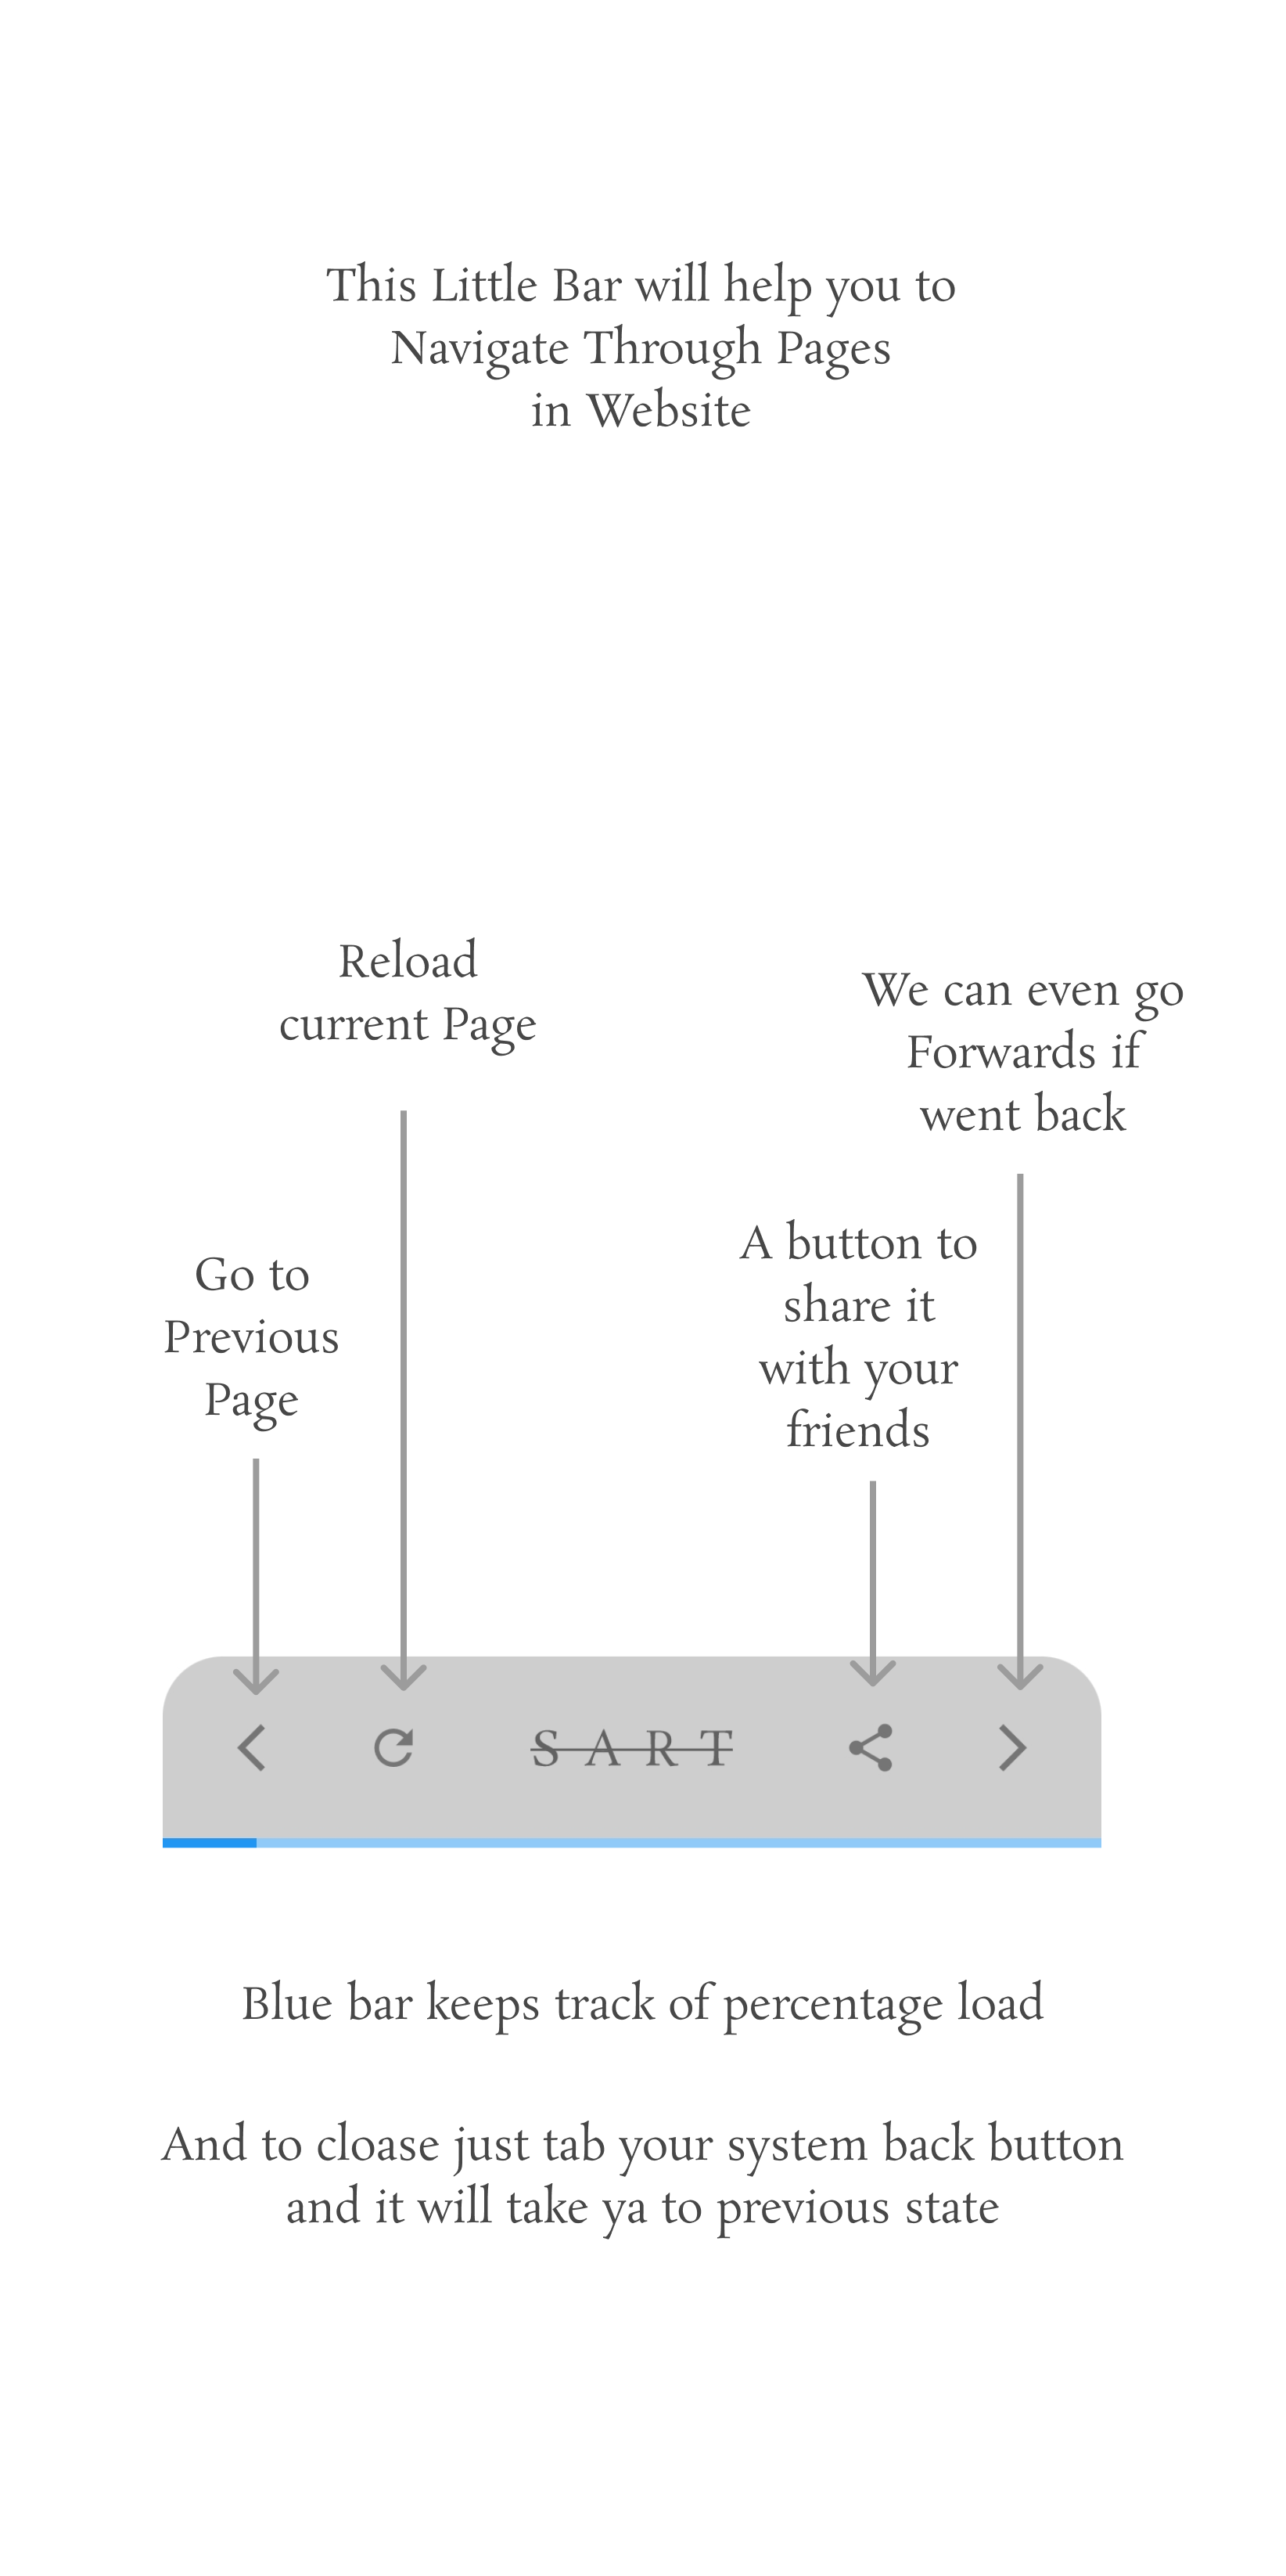 This Little Bar will help you to
Navigate Through Pages
in Website
Reload
current Page
We can even go
Forwards if
went back
Go to
Previous
Page
A button to
share it
with your
friends
S A R T
Blue bar keeps track of percentage load
And to cloase just tab your system back button
and it will take ya to previous state